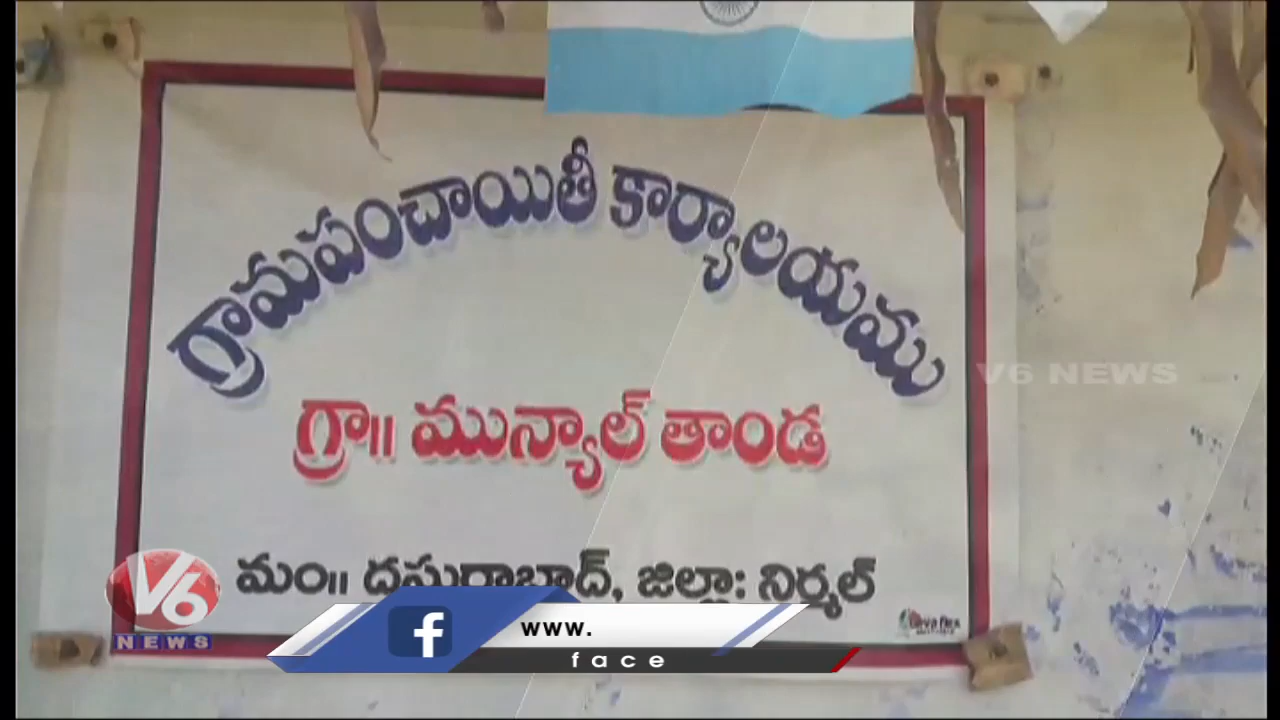 గ్రామపంచాయితీ కార్యాలయము
గ్రా॥ మున్యాల్ తాండ
మం॥ దస్తురాబాద్, జిల్లా: నిర్మల్
V6 NEWS
V6
NEWS
f
www.
face